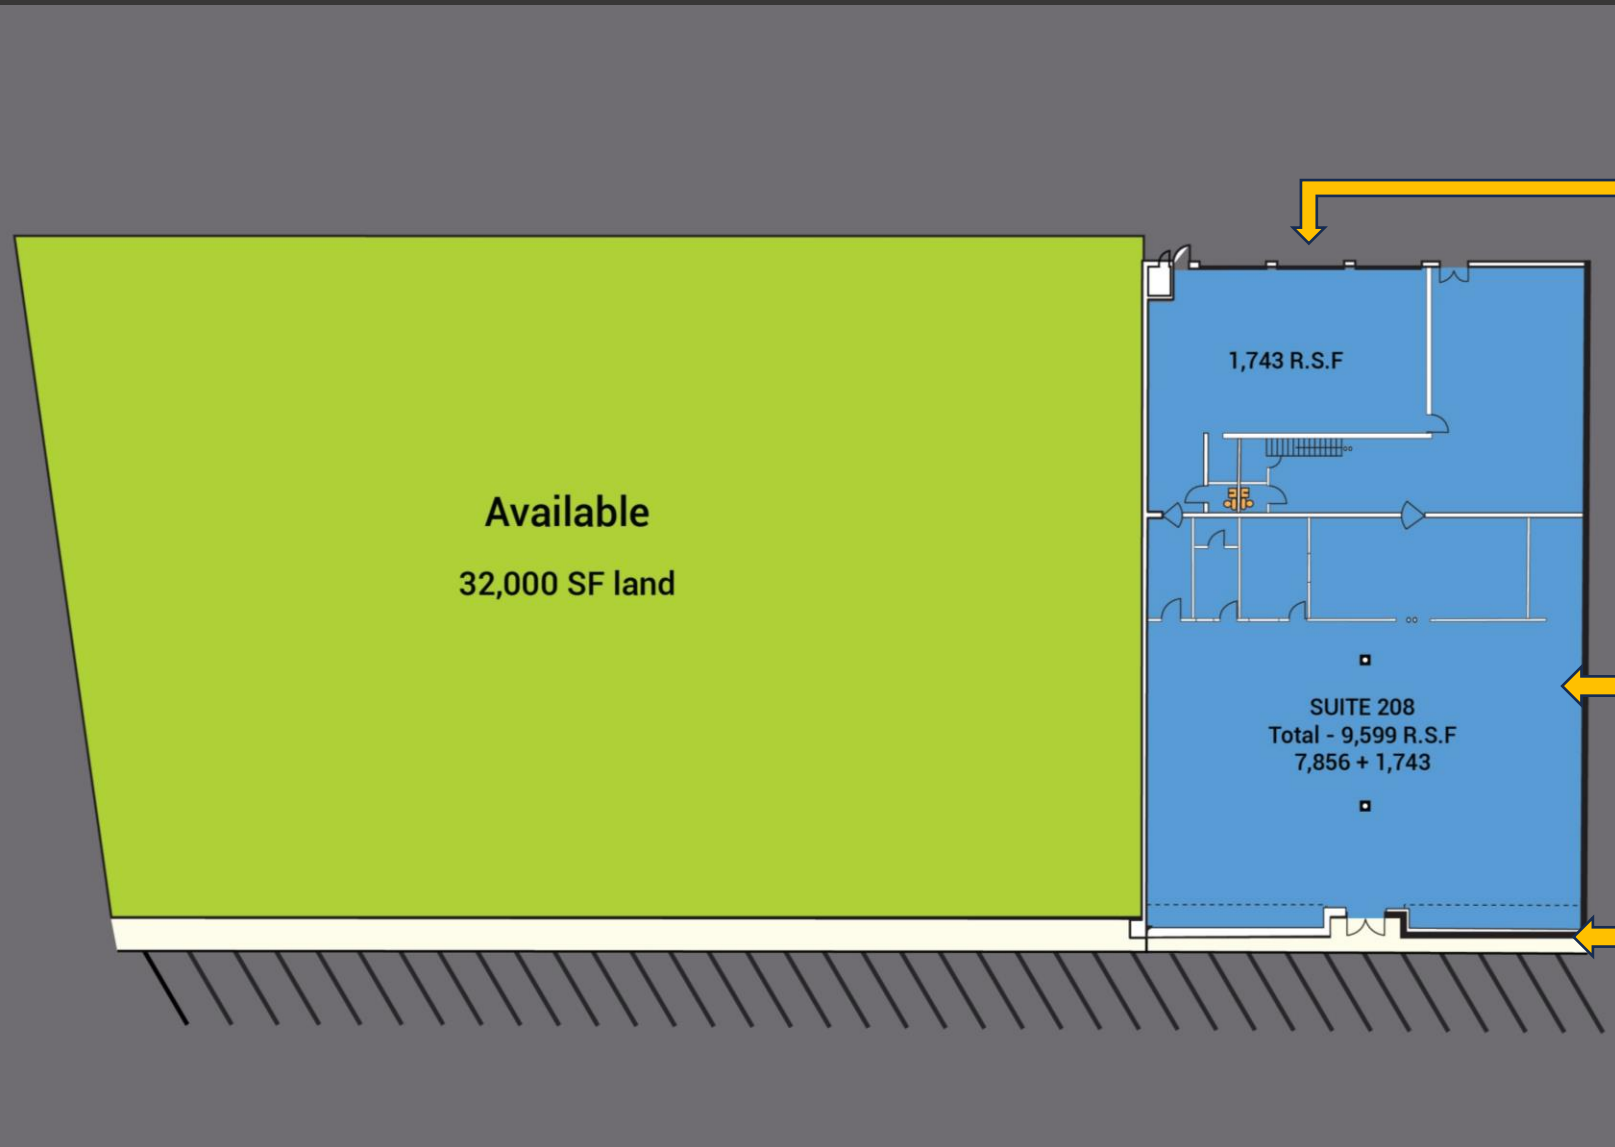 Available
32,000 SF land
1,743 R.S.F
SUITE 208
Total - 9,599 R.S.F
7,856 + 1,743